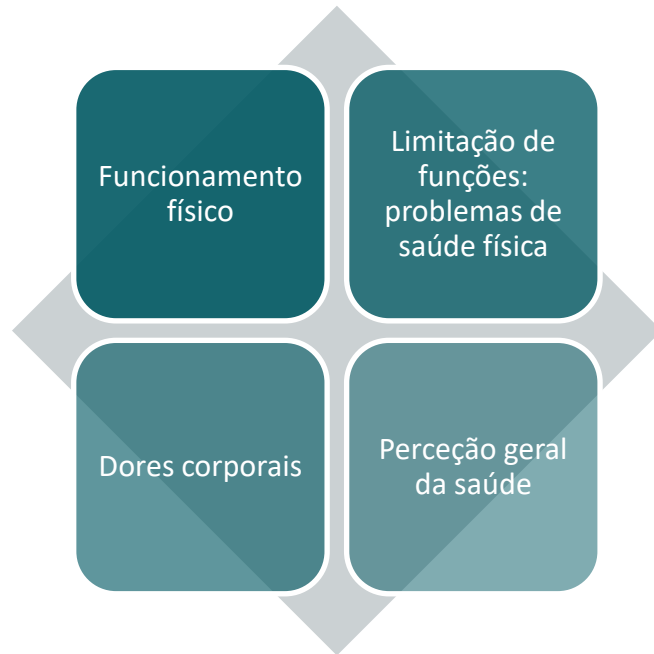 Funcionamento
físico
Limitação de
funções:
problemas de
saúde física
Dores corporais
Perceção geral
da saúde